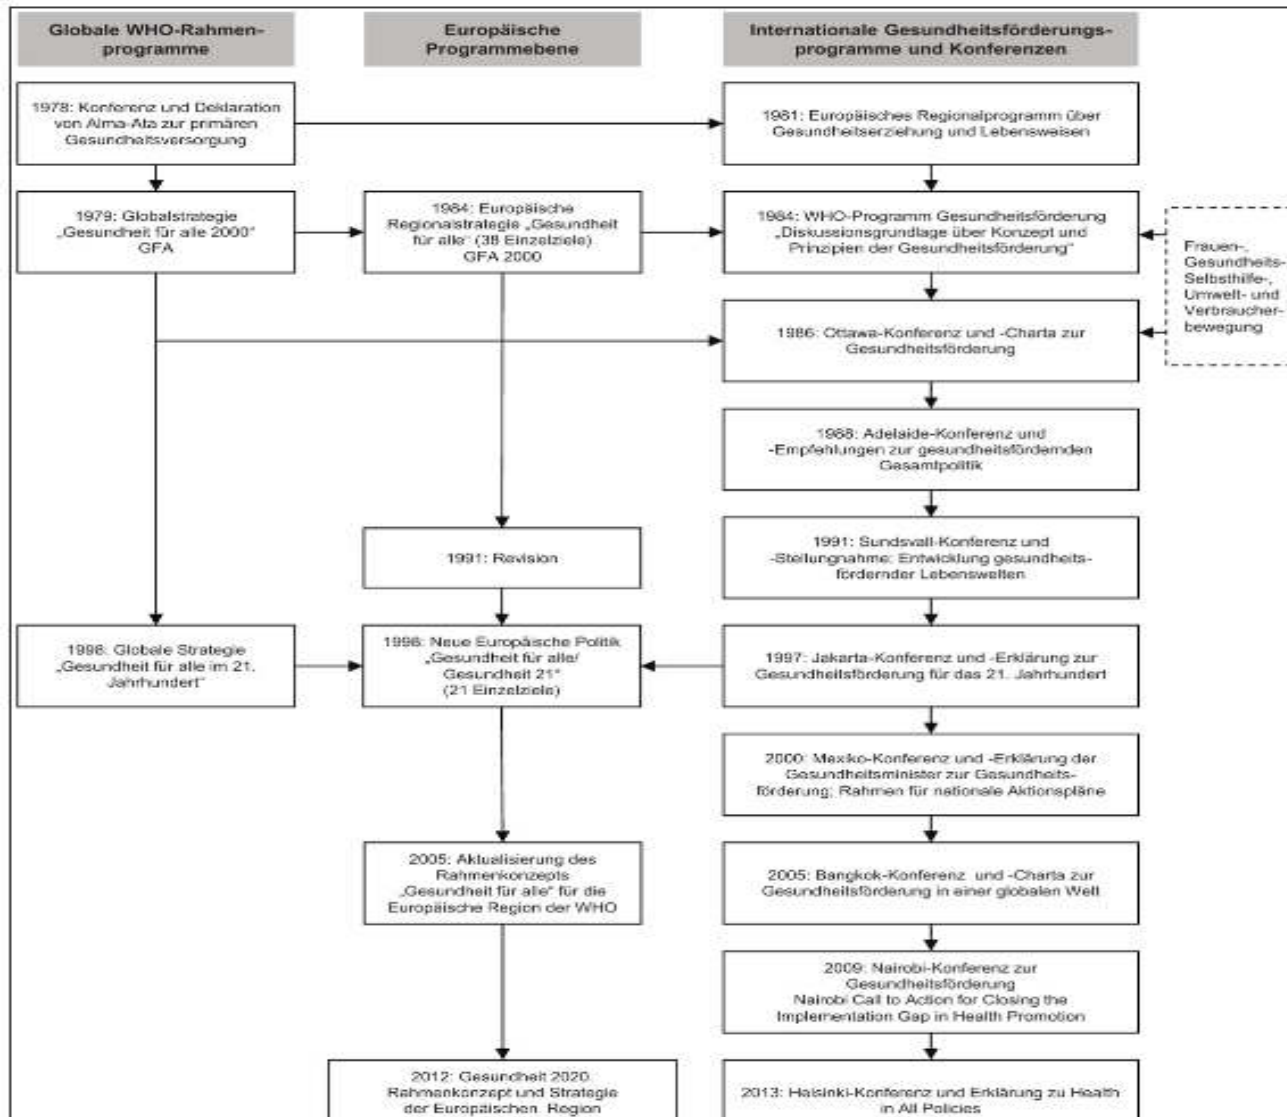 Globale WHO-Rahmen-
programme
Europäische
Programmebene
Internationale Gesundheitsförderungs-
programme und Konferenzen
1978: Konferenz und Deklaration
von Alma-Ata zur primären
Gesundheitsversorgung
1981: Europäisches Regionalprogramm über
Gesundheitserziehung und Lebensweisen
1979: Globalstrategie
„Gesundheit für alle 2000“
GFA
1984: Europäische
Regionalstrategie „Gesundheit
für alle“ (38 Einzelziele)
GFA 2000
1984: WHO-Programm Gesundheitsförderung
„Diskussionsgrundlage über Konzept und
Prinzipien der Gesundheitsförderung“
Frauen-,
Gesundheits-
Selbsthilfe-,
Umwelt- und
Verbraucher-
bewegung
1986: Ottawa-Konferenz und -Charta zur
Gesundheitsförderung
1988: Adelaide-Konferenz und
-Empfehlungen zur gesundheitsfördernden
Gesamtpolitik
1991: Sundsvall-Konferenz und
-Stellungnahme: Entwicklung gesundheits-
fördernder Lebenswelten
1991: Revision
1998: Globale Strategie
„Gesundheit für alle im 21.
Jahrhundert“
1998: Neue Europäische Politik
„Gesundheit für alle/
Gesundheit 21“
(21 Einzelziele)
1997: Jakarta-Konferenz und -Erklärung zur
Gesundheitsförderung für das 21. Jahrhundert
2000: Mexiko-Konferenz und -Erklärung der
Gesundheitsminister zur Gesundheits-
förderung; Rahmen für nationale Aktionspläne
2005: Aktualisierung des
Rahmenkonzepts
„Gesundheit für alle“ für die
Europäische Region der WHO
2005: Bangkok-Konferenz und -Charta zur
Gesundheitsförderung in einer globalen Welt
2009: Nairobi-Konferenz zur
Gesundheitsförderung
Nairobi Call to Action for Closing the
Implementation Gap in Health Promotion
2012: Gesundheit 2020
Rahmenkonzept und Strategie
der Europäischen Region
2013: Helsinki-Konferenz und Erklärung zu Health
in All Policies